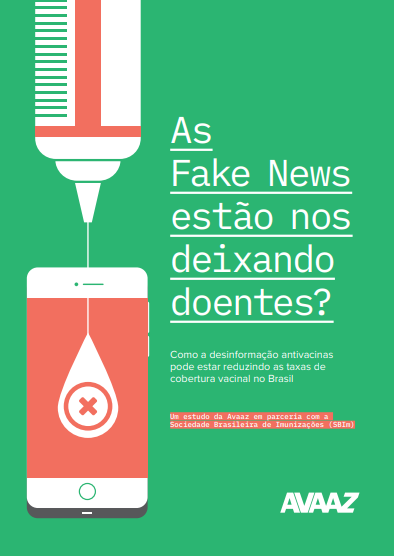 As
Fake News
estão nos
deixando
doentes?
Como a desinformação antivacinas
pode estar reduzindo as taxas de
cobertura vacinal no Brasil
Um estudo da Avaaz em parceria com a
Sociedade Brasileira de Imunizações (SBIm)
AVAAZ